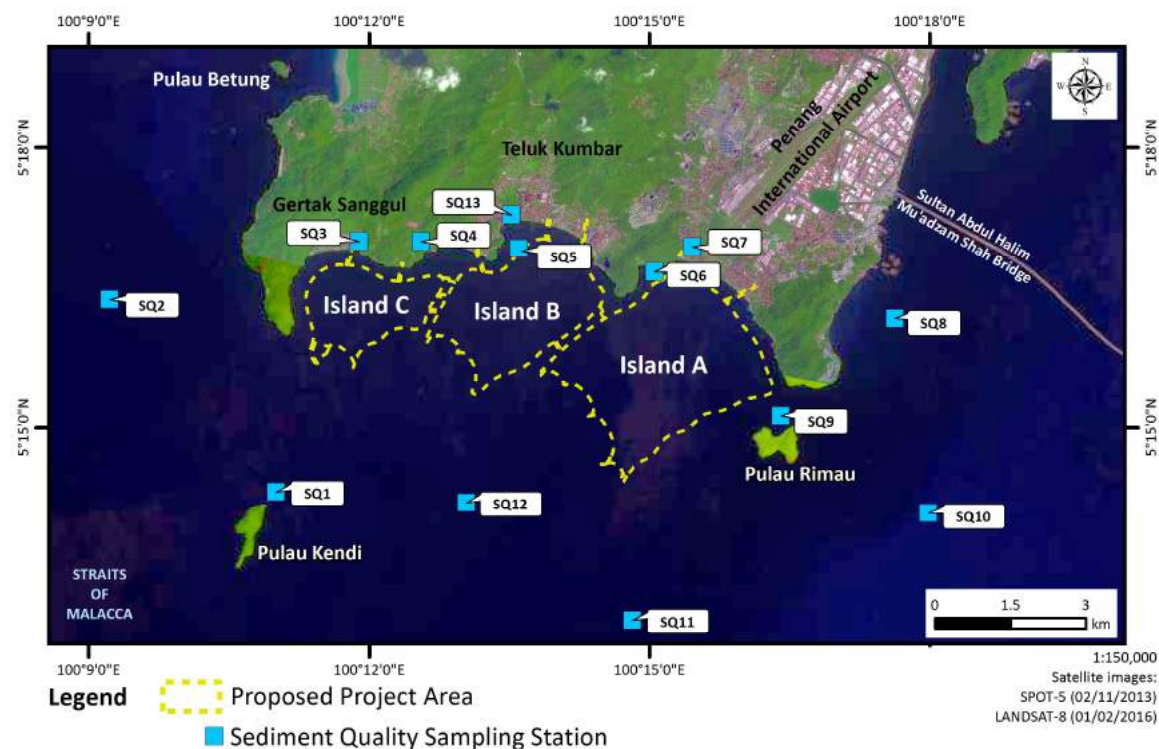 100°9'0"E
100°12'0"E
100°15'0"E
100°18'0"E
Pulau Betung
N
W
E
S
5°18'0"N
5°18'0"N
Teluk Kumbar
Penang
International Airport
Gertak Sanggul
SQ13
SQ3
SQ4
SQ5
SQ7
SQ6
Sultan Abdul Halim
Mu'adzam Shah Bridge
SQ2
Island C
Island B
SQ8
Island A
5°15'0"N
5°15'0"N
SQ9
Pulau Rimau
SQ1
SQ12
SQ10
Pulau Kendi
STRAITS
OF
MALACCA
SQ11
0 1.5 3
km
100°9'0"E
100°12'0"E
100°15'0"E
100°18'0"E
1:150,000
Satellite images:
SPOT-5 (02/11/2013)
LANDSAT-8 (01/02/2016)
Legend
Proposed Project Area
Sediment Quality Sampling Station